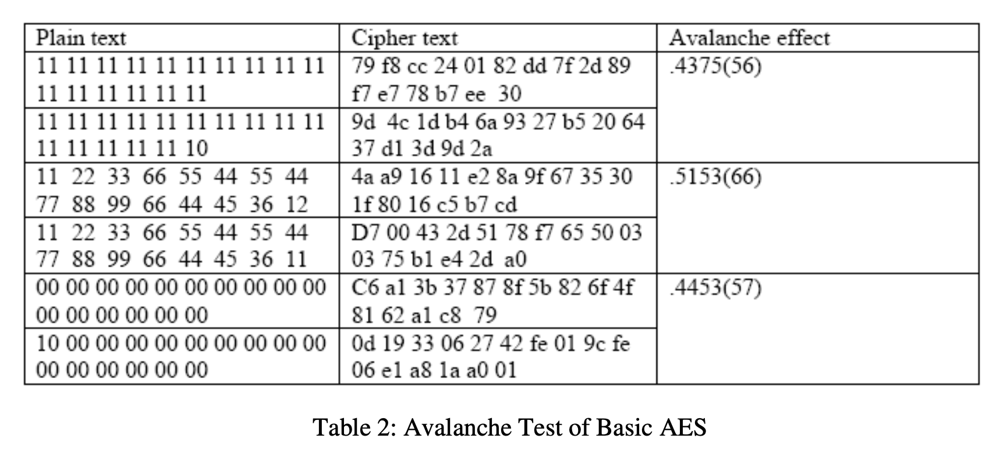 Plain text
Cipher text
Avalanche effect
11 11 11 11 11 11 11 11 11 11
11 11 11 11 11 11
79 f8 cc 24 01 82 dd 7f 2d 89
f7 e7 78 b7 ee 30
.4375(56)
11 11 11 11 11 11 11 11 11 11
11 11 11 11 11 10
9d 4c 1d b4 6a 93 27 b5 20 64
37 d1 3d 9d 2a
11 22 33 66 55 44 55 44
77 88 99 66 44 45 36 12
4a a9 16 11 e2 8a 9f 67 35 30
1f 80 16 c5 b7 cd
.5153(66)
11 22 33 66 55 44 55 44
77 88 99 66 44 45 36 11
D7 00 43 2d 51 78 f7 65 50 03
03 75 b1 e4 2d a0
00 00 00 00 00 00 00 00 00 00
00 00 00 00 00 00
C6 a1 3b 37 87 8f 5b 82 6f 4f
81 62 a1 c8 79
.4453(57)
10 00 00 00 00 00 00 00 00 00
00 00 00 00 00 00
0d 19 33 06 27 42 fe 01 9c fe
06 e1 a8 1a a0 01
Table 2: Avalanche Test of Basic AES